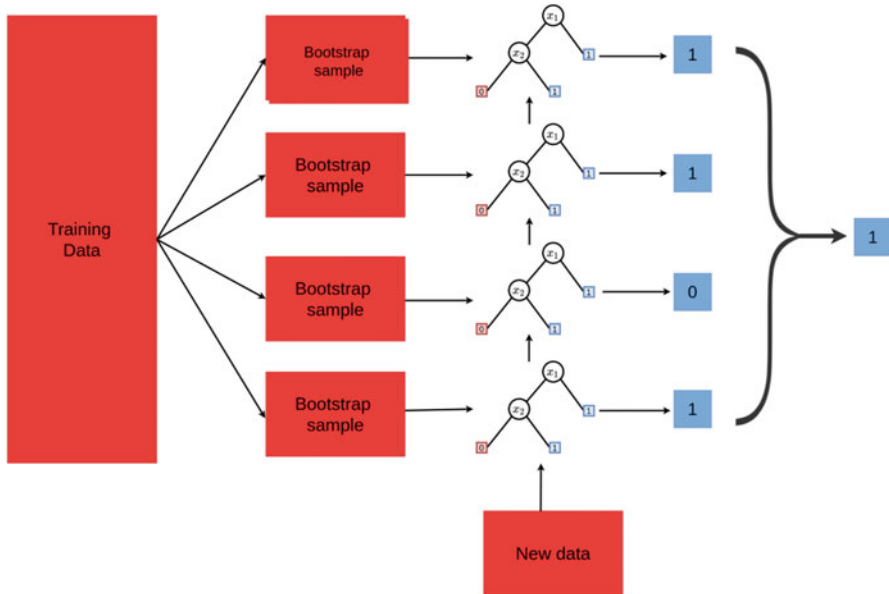 Training
Data
Bootstrap
sample
x₁
x₂
0
1
1
1
Bootstrap
sample
x₁
x₂
0
1
1
1
Bootstrap
sample
x₁
x₂
0
1
1
0
Bootstrap
sample
x₁
x₂
0
1
1
1
1
New data